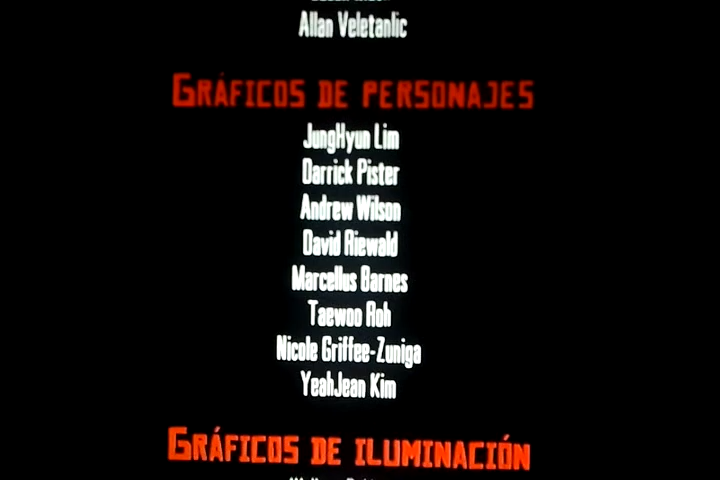 Allan Veletanlic
GRÁFICOS DE PERSONAJES
JungHyun Lim
Darrick Pister
Andrew Wilson
David Riewald
Marcellus Barnes
Taewoo Roh
Nicole Griffee-Zuniga
YeahJean Kim
GRÁFICOS DE ILUMINACIÓN